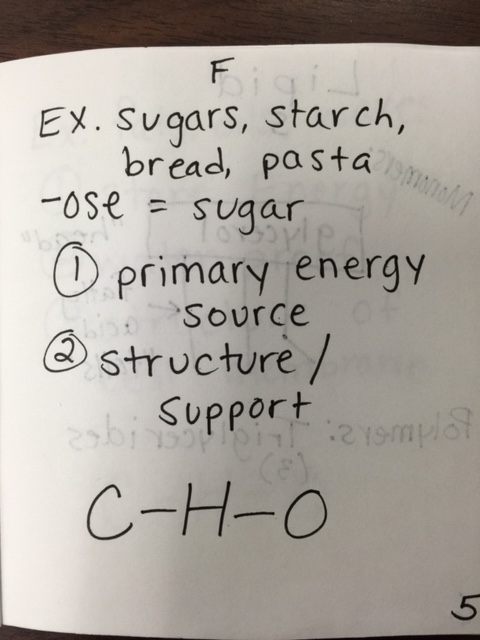 F
EX. sugars, starch,
bread, pasta
-ose = sugar
① primary energy
source
② structure/
support
C-H-O
5